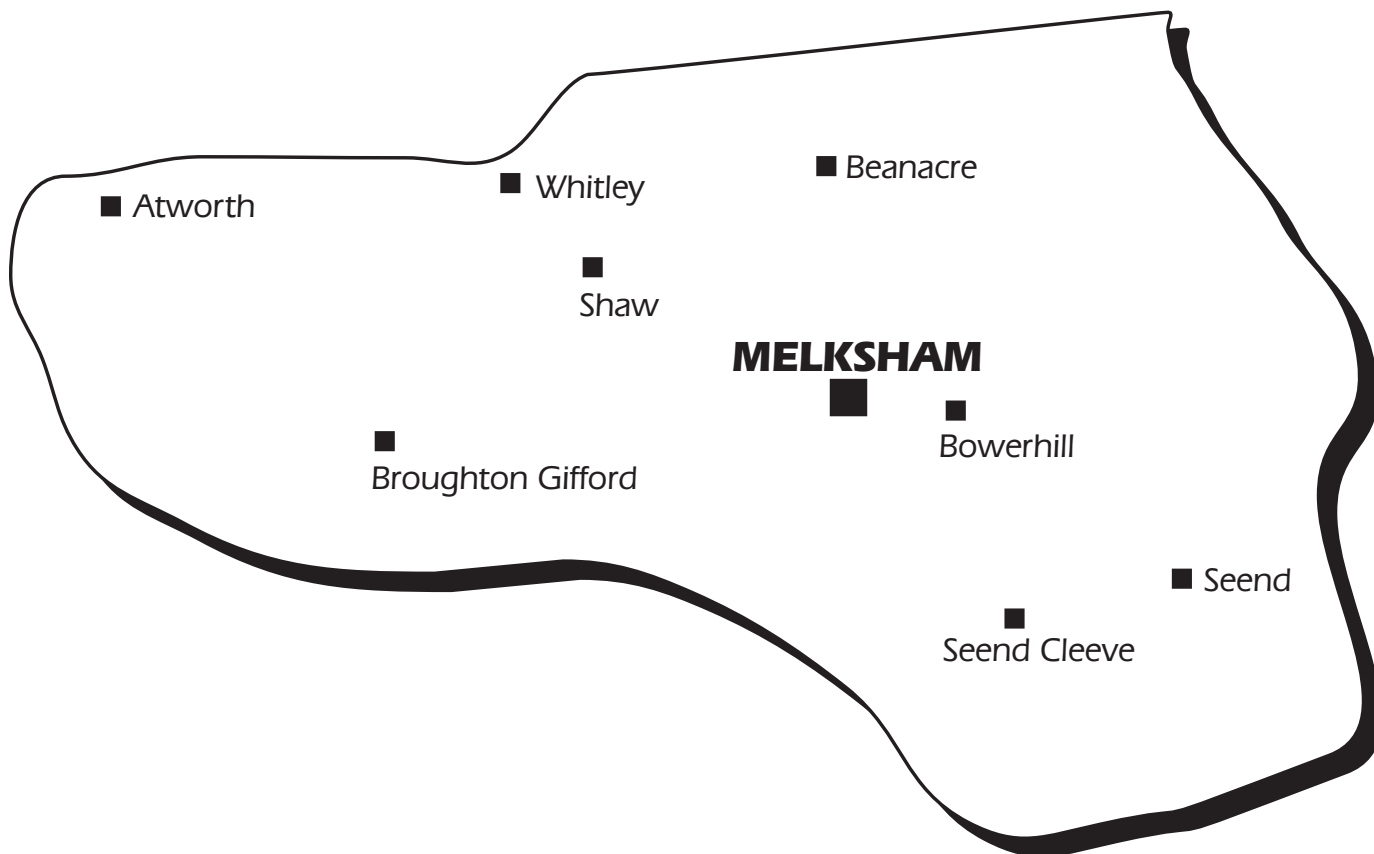 Beanacre
Whitley
Atworth
Shaw
MELKSHAM
Bowerhill
Broughton Gifford
Seend
Seend Cleeve